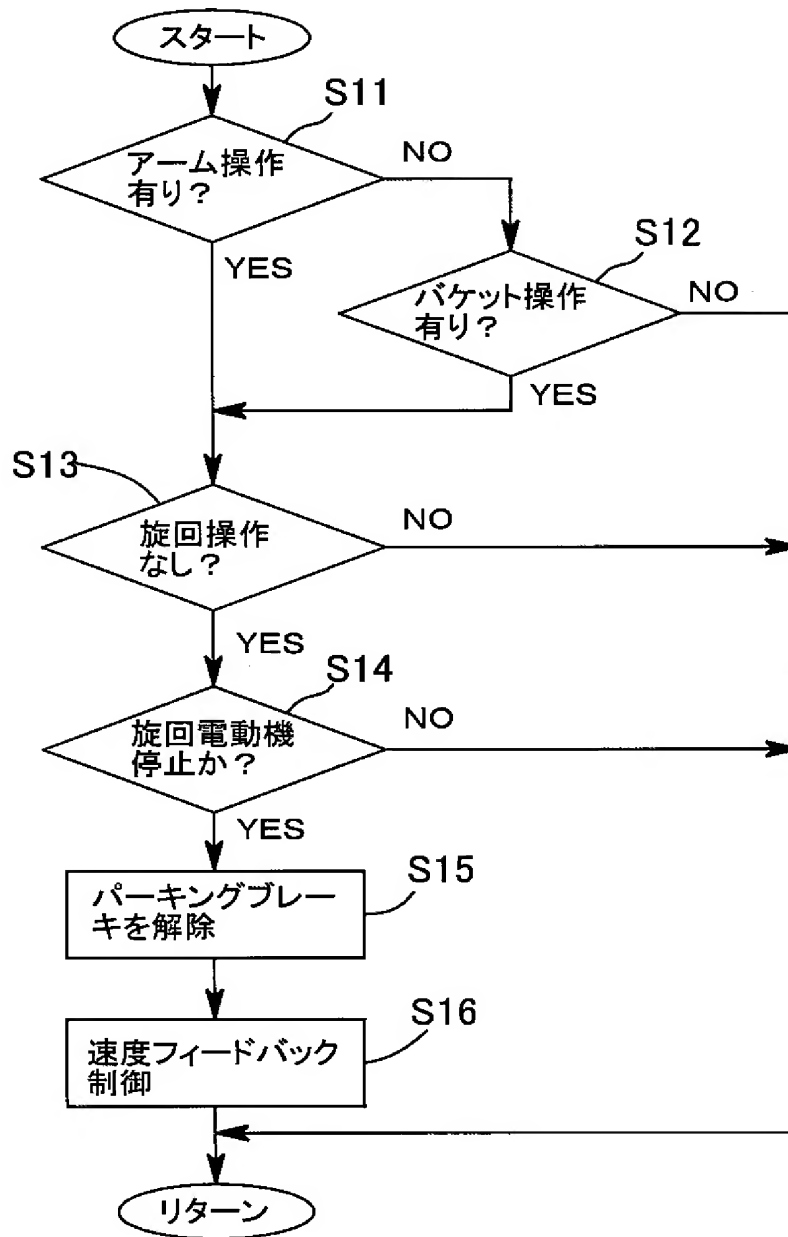 スタート
S11
アーム操作
有り？
NO
YES
S12
バケット操作
有り？
NO
YES
S13
旋回操作
なし？
NO
YES
S14
旋回電動機
停止か？
NO
YES
S15
パーキングブレー
キを解除
S16
速度フィードバック
制御
リターン